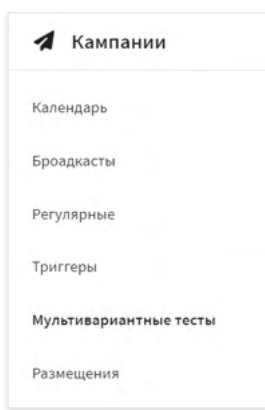 Кампании
Календарь
Броадкасты
Регулярные
Триггеры
Мультивариантные тесты
Размещения